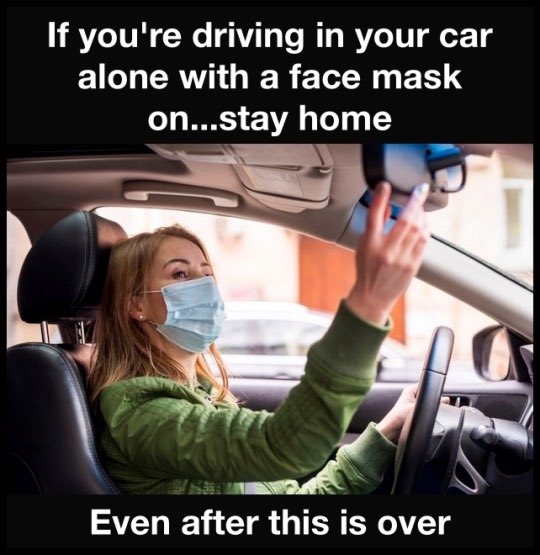 If you're driving in your car
alone with a face mask
on...stay home
Even after this is over